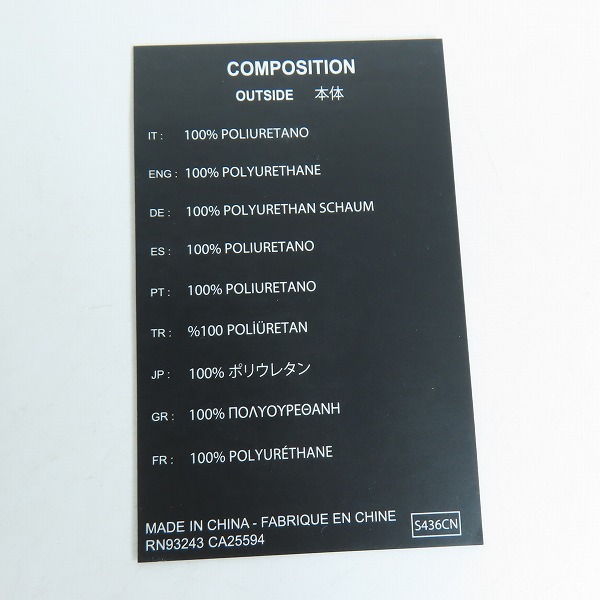 COMPOSITION
OUTSIDE 本体
IT : 100% POLIURETANO
ENG : 100% POLYURETHANE
DE : 100% POLYURETHAN SCHAUM
ES : 100% POLIURETANO
PT : 100% POLIURETANO
TR : %100 POLİÜRETAN
JP : 100% ポリウレタン
GR : 100% ΠΟΛΥΟΥΡΕΘΑΝΗ
FR : 100% POLYURÉTHANE
MADE IN CHINA - FABRIQUE EN CHINE
RN93243 CA25594 S436CN